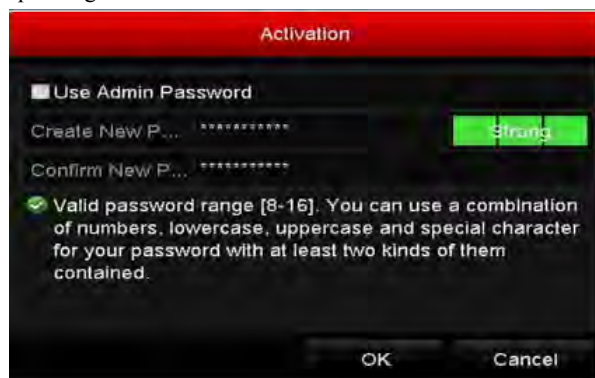 Activation
Use Admin Password
Create New P... *********** Strong
Confirm New P... ***********
Valid password range [8-16]. You can use a combination
of numbers, lowercase, uppercase and special character
for your password with at least two kinds of them
contained.
OK Cancel